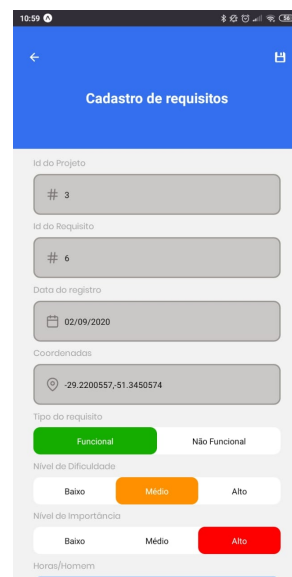 10:59
56
Cadastro de requisitos
Id do Projeto
# 3
Id do Requisito
# 6
Data do registro
02/09/2020
Coordenadas
-29.2200557,-51.3450574
Tipo do requisito
Funcional Não Funcional
Nível de Dificuldade
Baixo Médio Alto
Nível de Importância
Baixo Médio Alto
Horas/Homem